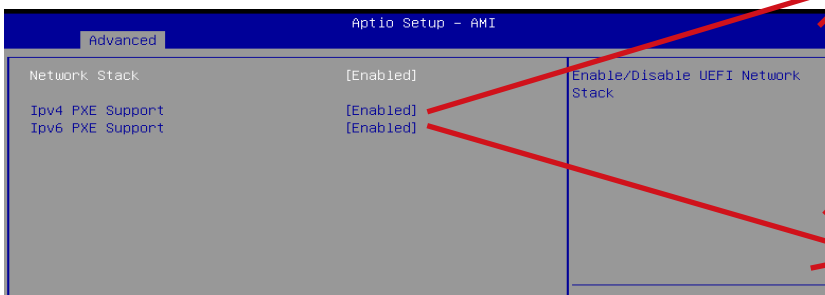 Aptio Setup – AMI
Advanced
Network Stack [Enabled] Enable/Disable UEFI Network
Stack
Ipv4 PXE Support [Enabled]
Ipv6 PXE Support [Enabled]